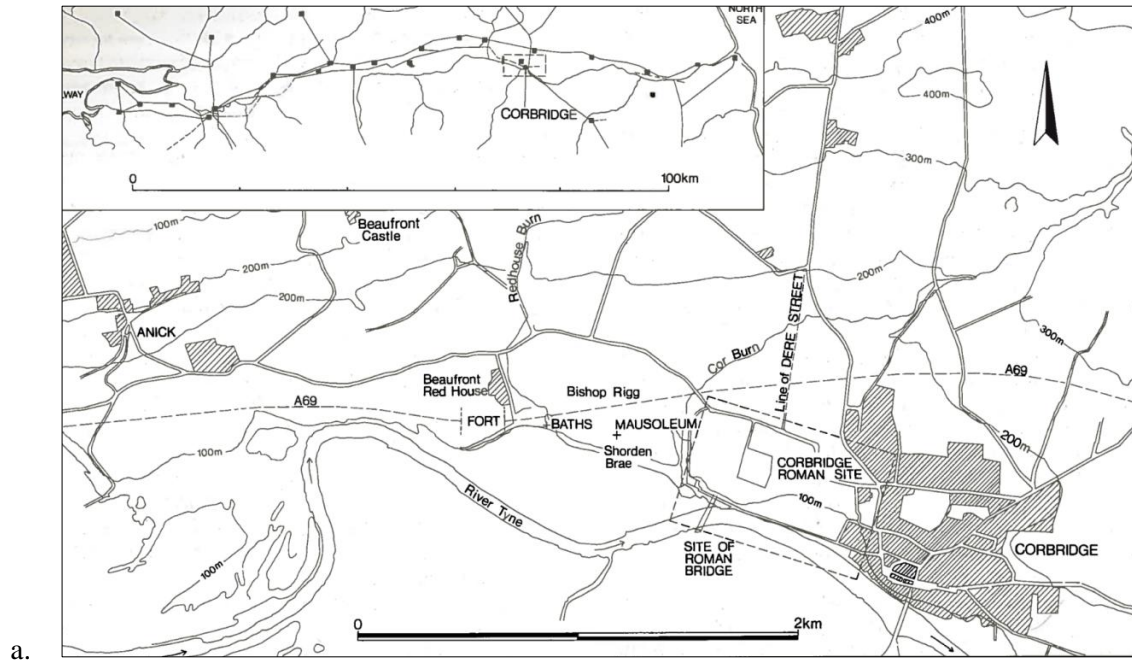 NORTH
SEA
LWAY
CORBRIDGE
0
100km
400m
400m
300m
100m
Beaufront
Castle
200m
200m
Redhouse Burn
200m
ANICK
Cor Burn
Line of DERE STREET
300m
A69
Beaufront
Red House
Bishop Rigg
A69
FORT
BATHS
MAUSOLEUM
200m
100m
Shorden
Brae
CORBRIDGE
ROMAN SITE
100m
River Tyne
100m
SITE OF
ROMAN
BRIDGE
CORBRIDGE
0
2km
a.